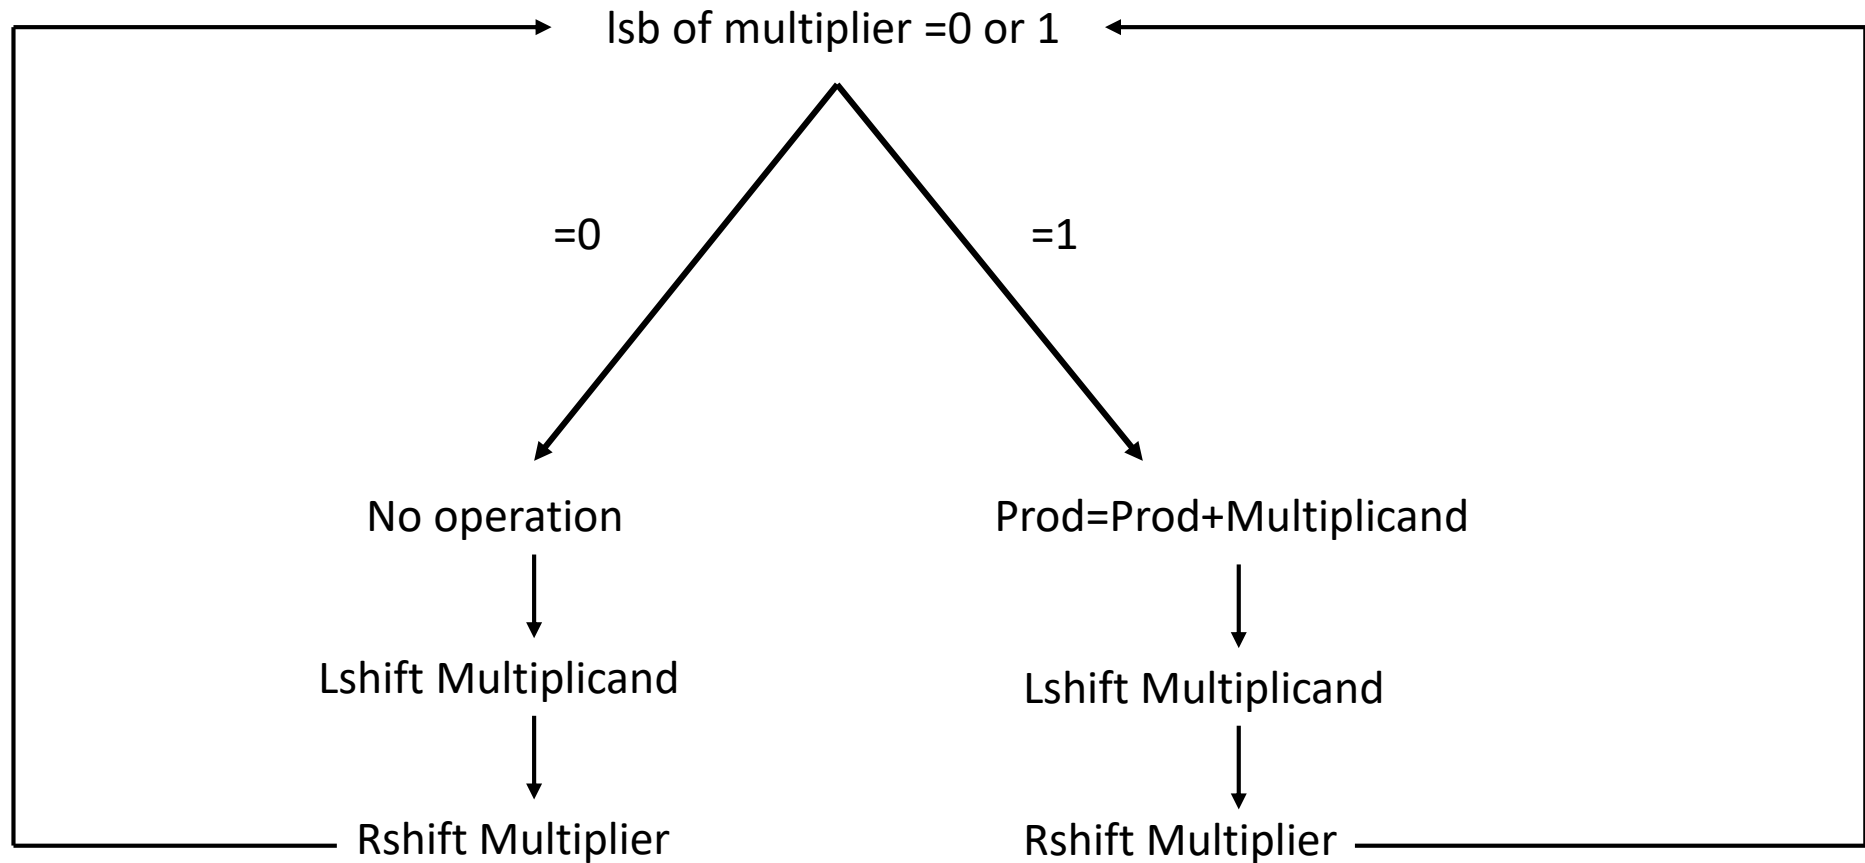 lsb of multiplier =0 or 1
=0
=1
No operation
Prod=Prod+Multiplicand
Lshift Multiplicand
Lshift Multiplicand
Rshift Multiplier
Rshift Multiplier